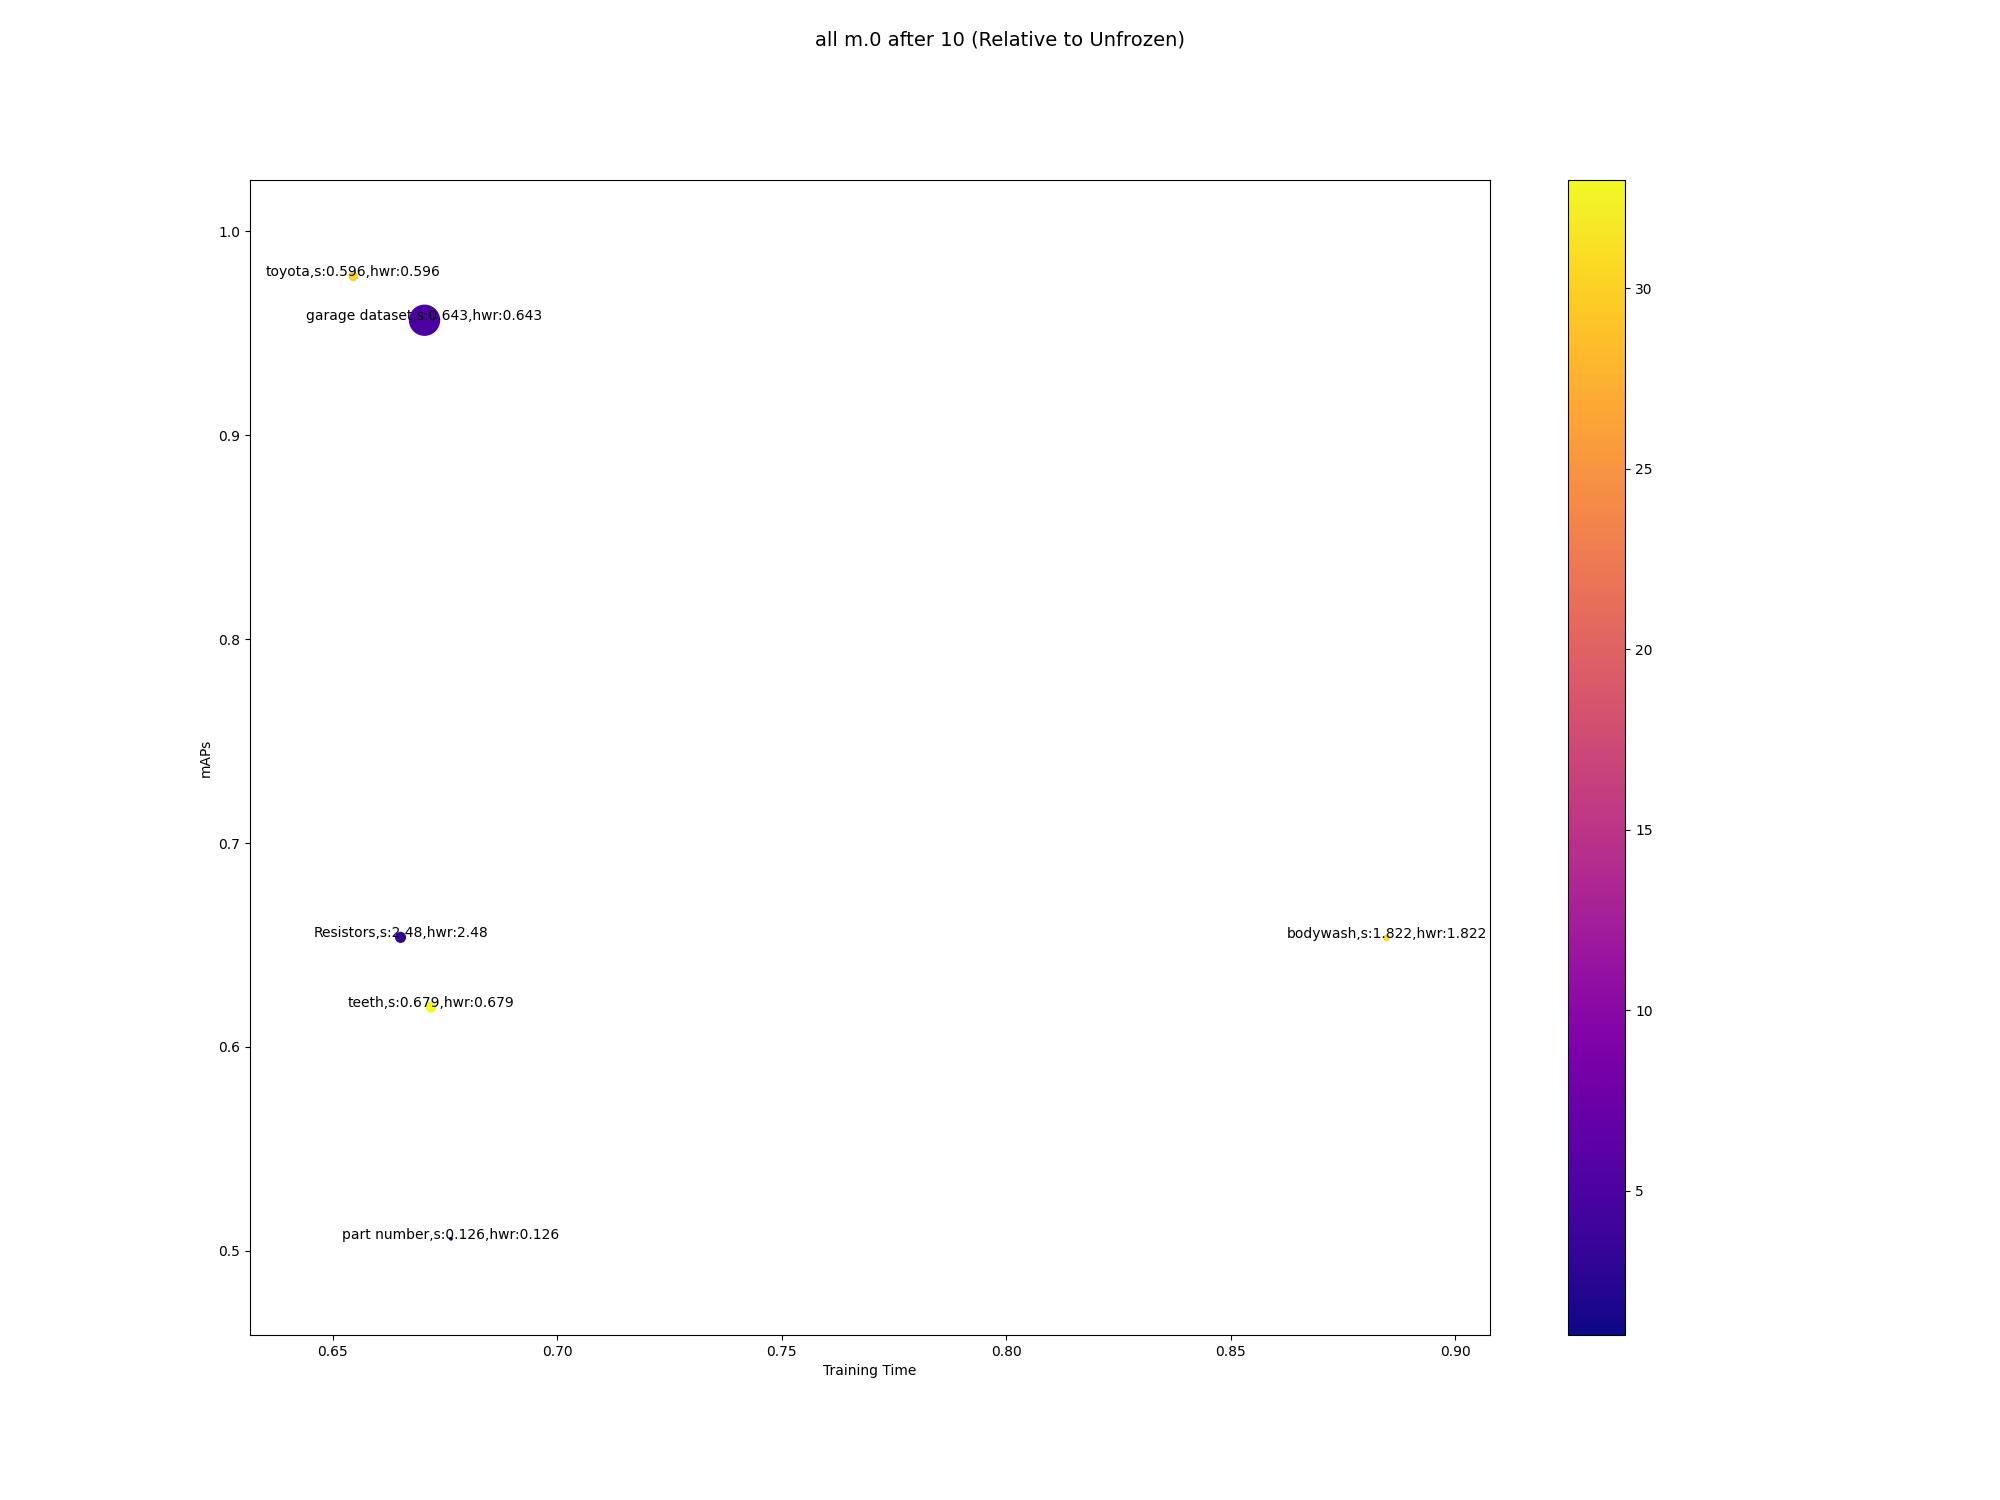 all m.0 after 10 (Relative to Unfrozen)
mAPs
1.0
0.9
0.8
0.7
0.6
0.5
toyota,s:0.596,hwr:0.596
garage dataset,s:0.643,hwr:0.643
Resistors,s:2.48,hwr:2.48
bodywash,s:1.822,hwr:1.822
teeth,s:0.679,hwr:0.679
part number,s:0.126,hwr:0.126
0.65 0.70 0.75 0.80 0.85 0.90
Training Time
30
25
20
15
10
5